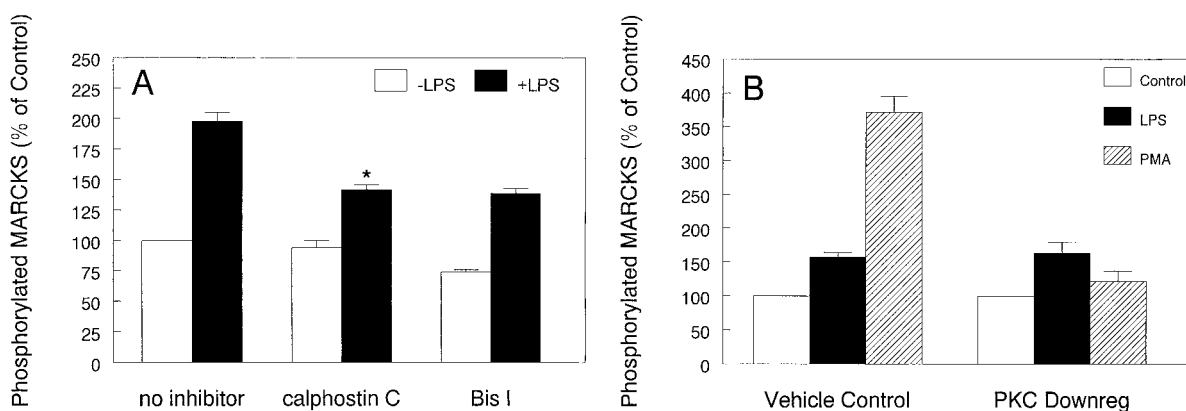 Phosphorylated MARCKS (% of Control)
A
-LPS
+LPS
250
225
200
175
150
125
100
75
50
25
0
*
no inhibitor
calphostin C
Bis I
Phosphorylated MARCKS (% of Control)
B
Control
LPS
PMA
450
400
350
300
250
200
150
100
50
0
Vehicle Control
PKC Downreg